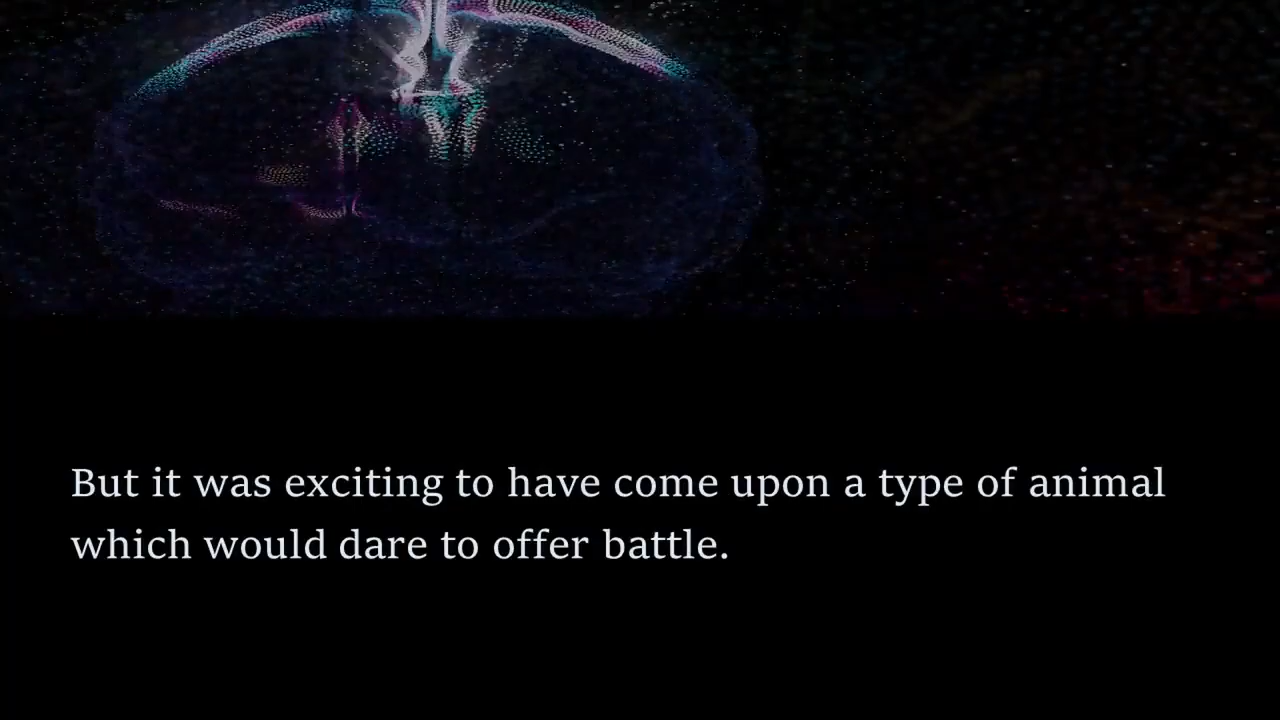 But it was exciting to have come upon a type of animal
which would dare to offer battle.